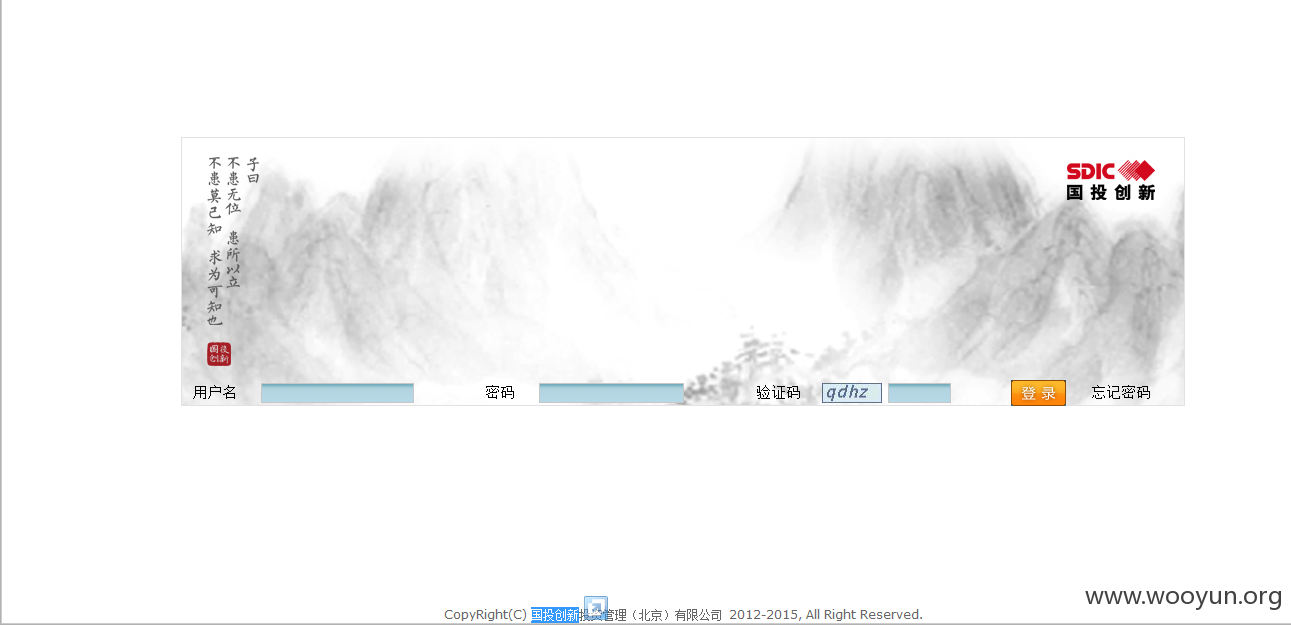 子曰
不患无位 患所以立
不患莫己知 求为可知也
国投
创新
SDIC
国投创新
用户名 密码 验证码 qdhz 登录 忘记密码
www.wooyun.org
CopyRight(C) 国投创新投资管理（北京）有限公司 2012-2015, All Right Reserved.